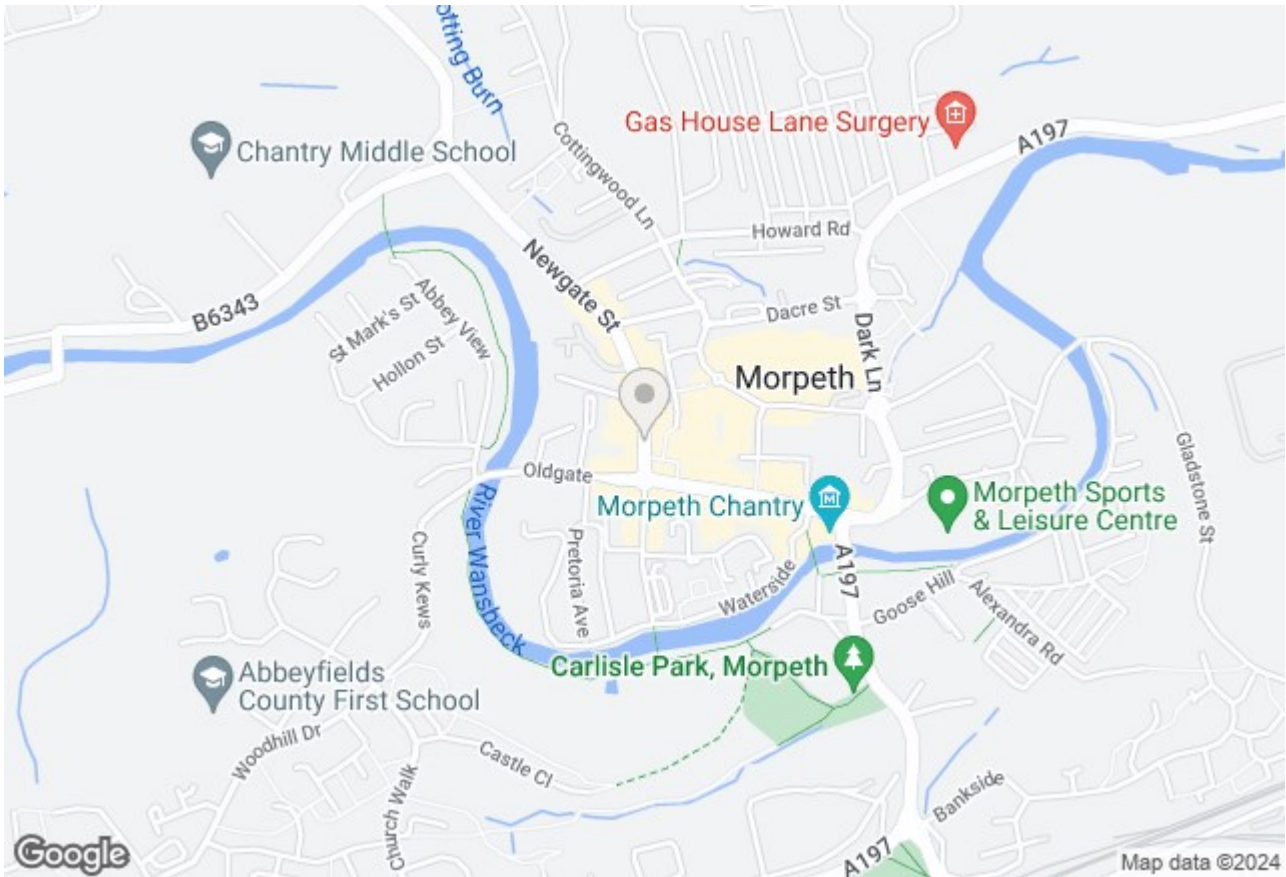 otting Burn
Chantry Middle School
Gas House Lane Surgery
A197
Cottingwood Ln
Howard Rd
Newgate St
Abbey View
B6343
St Mark's St
Hollon St
Dacre St
Dark Ln
Morpeth
Oldgate
Gladstone St
Morpeth Chantry
Morpeth Sports
& Leisure Centre
River Wansbeck
Pretoria Ave
Curly Kews
A197
Waterside
Goose Hill
Alexandra Rd
Carlisle Park, Morpeth
Abbeyfields
County First School
Woodhill Dr
Castle Cl
Church Walk
Bankside
A197
Google
Map data ©2024